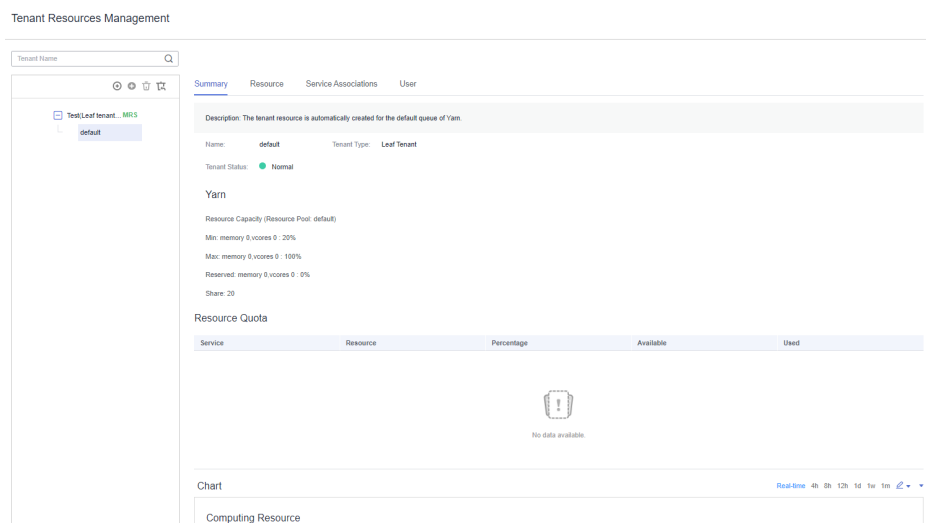 Tenant Resources Management
Tenant Name
Summary Resource Service Associations User
Test(Leaf tenant... MRS
default
Description: The tenant resource is automatically created for the default queue of Yarn.
Name: default Tenant Type: Leaf Tenant
Tenant Status: Normal
Yarn
Resource Capacity (Resource Pool: default)
Min: memory 0,vcores 0 : 20%
Max: memory 0,vcores 0 : 100%
Reserved: memory 0,vcores 0 : 0%
Share: 20
Resource Quota
Service Resource Percentage Available Used
No data available.
Chart
Real-time 4h 8h 12h 1d 1w 1m
Computing Resource